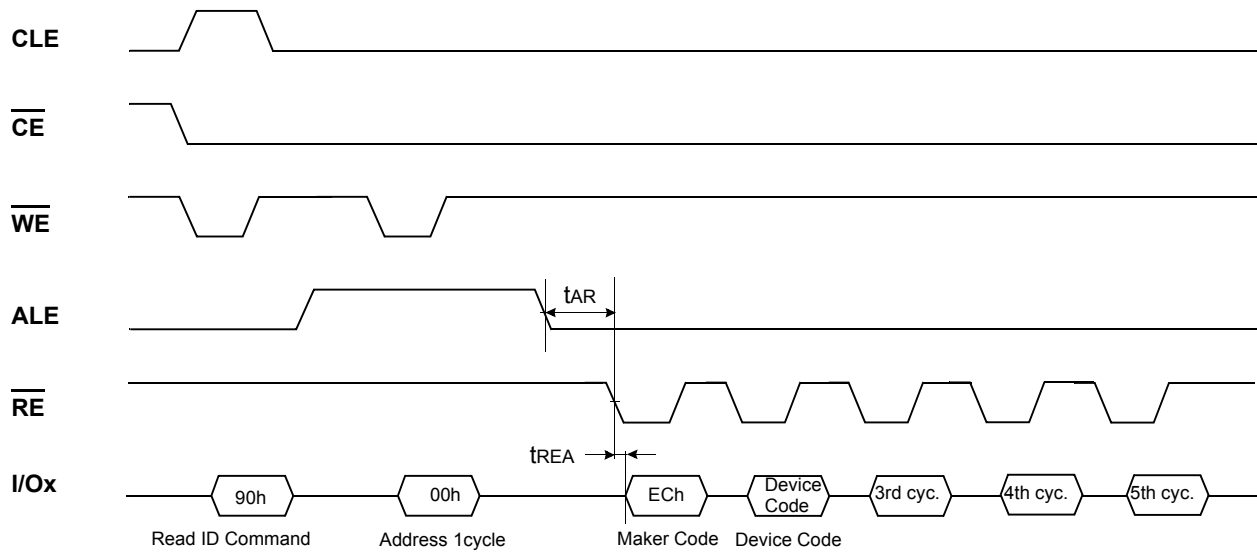 CLE
CE
WE
ALE
tAR
RE
tREA
I/Ox
90h
00h
ECh
Device
Code
3rd cyc.
4th cyc.
5th cyc.
Read ID Command
Address 1cycle
Maker Code
Device Code